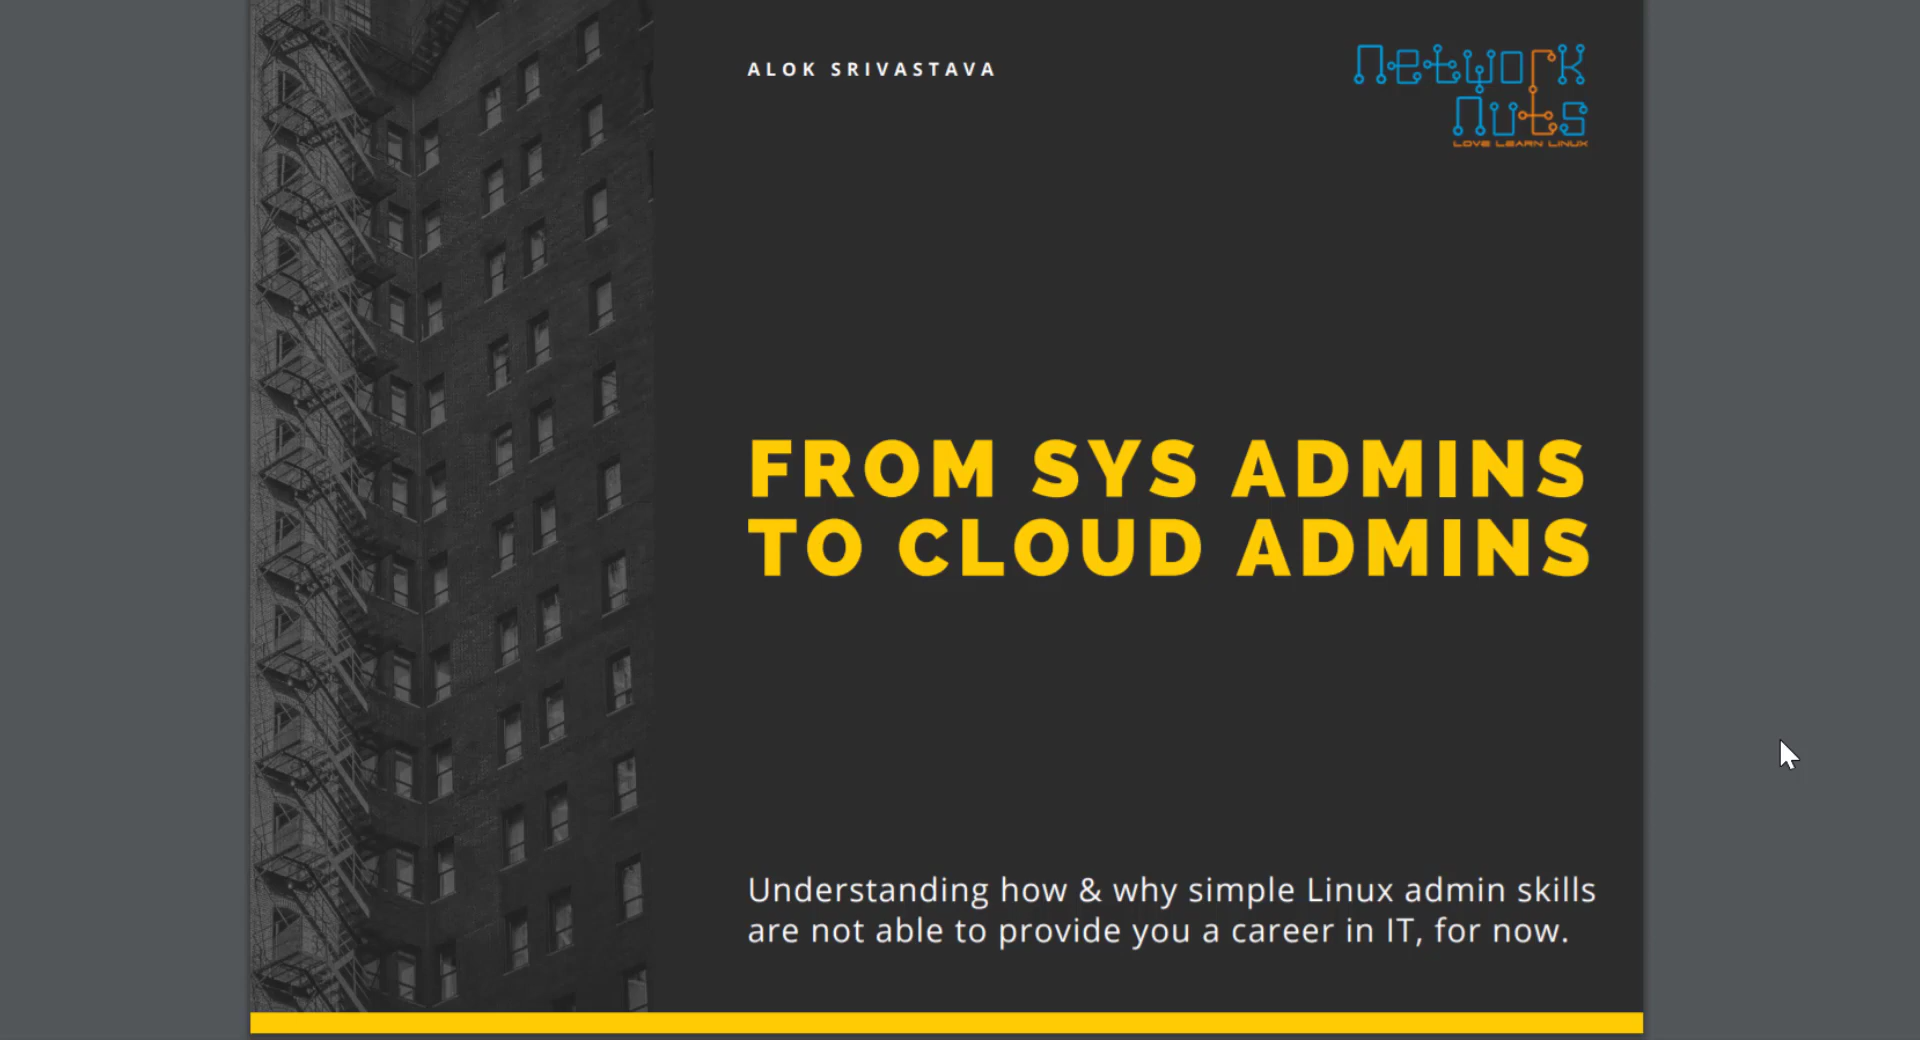 ALOK SRIVASTAVA
network
nuts
LOVE LEARN LINUX
FROM SYS ADMINS
TO CLOUD ADMINS
Understanding how & why simple Linux admin skills
are not able to provide you a career in IT, for now.